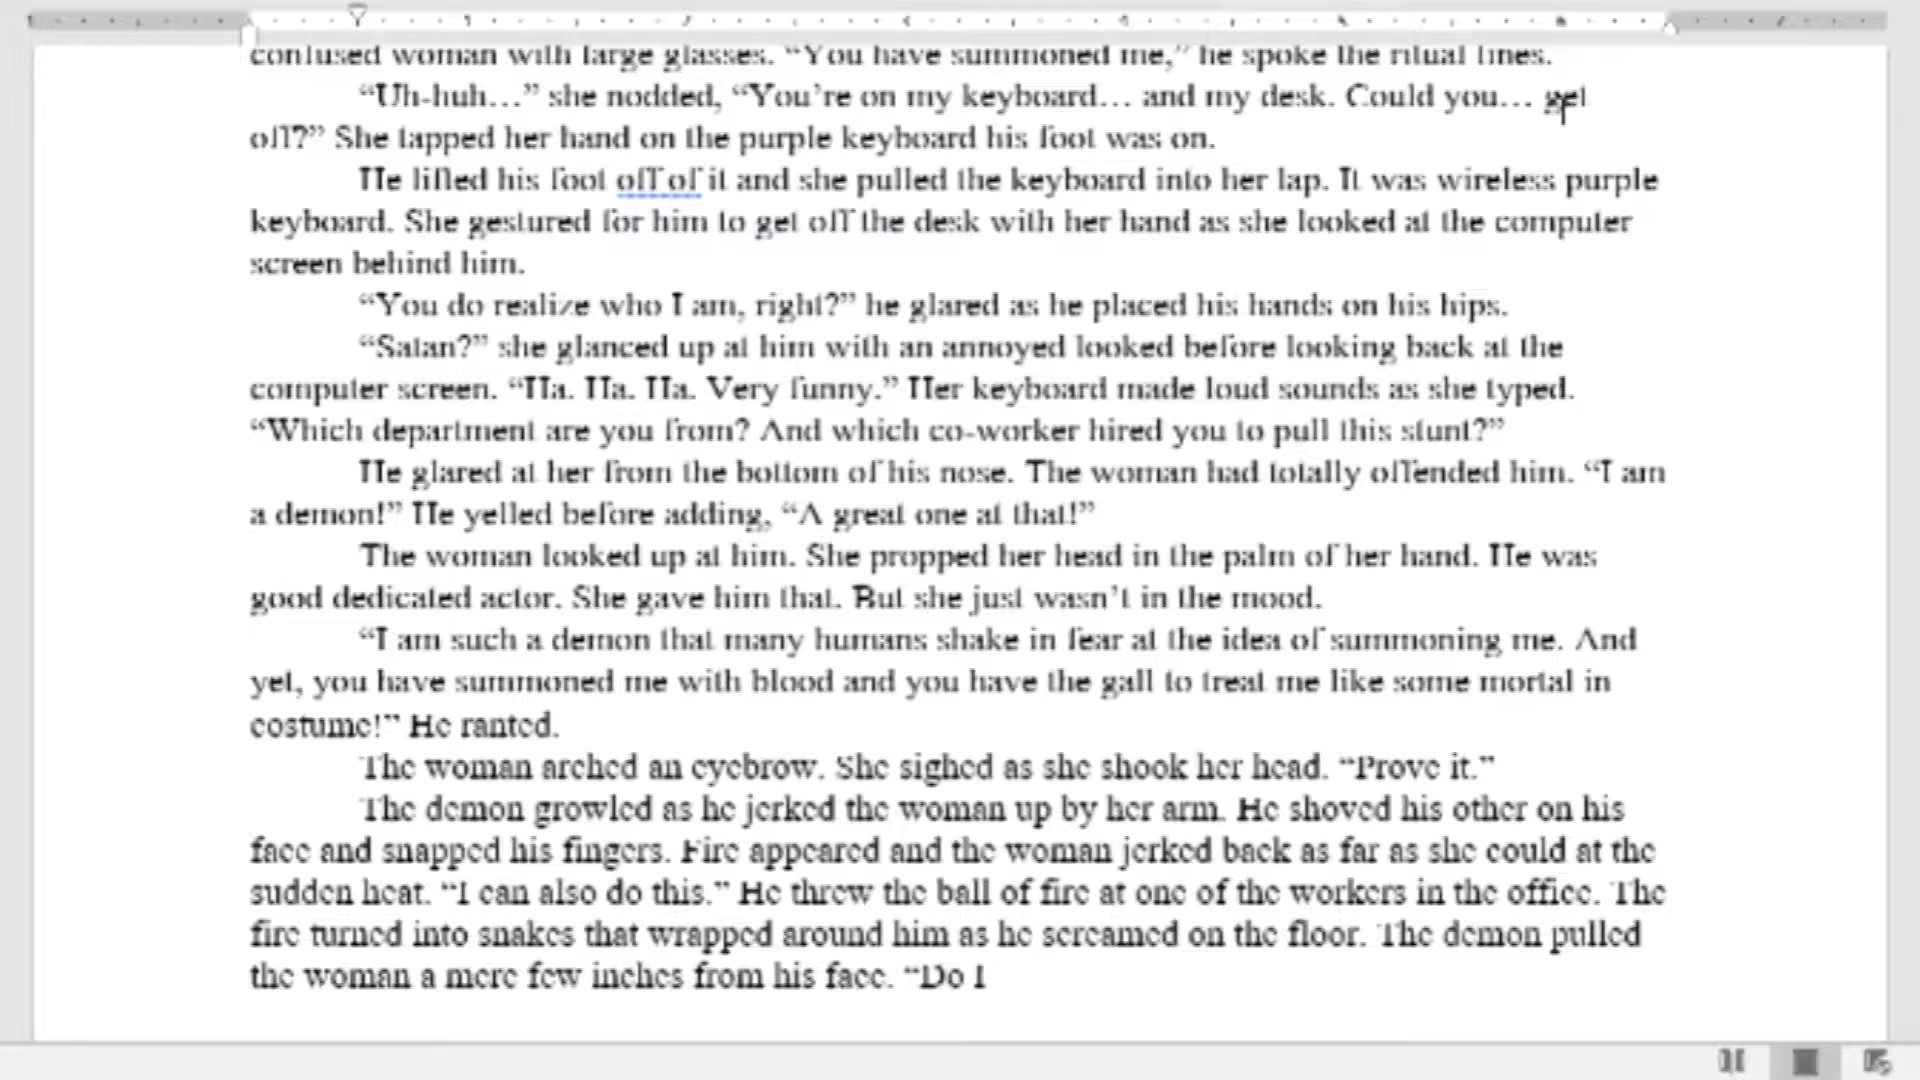 confused woman with large glasses. “You have summoned me,” he spoke the ritual lines.
“Uh-huh…” she nodded, “You’re on my keyboard… and my desk. Could you… get
off?” She tapped her hand on the purple keyboard his foot was on.
He lifted his foot off of it and she pulled the keyboard into her lap. It was wireless purple
keyboard. She gestured for him to get off the desk with her hand as she looked at the computer
screen behind him.
“You do realize who I am, right?” he glared as he placed his hands on his hips.
“Satan?” she glanced up at him with an annoyed looked before looking back at the
computer screen. “Ha. Ha. Ha. Very funny.” Her keyboard made loud sounds as she typed.
“Which department are you from? And which co-worker hired you to pull this stunt?”
He glared at her from the bottom of his nose. The woman had totally offended him. “I am
a demon!” He yelled before adding, “A great one at that!”
The woman looked up at him. She propped her head in the palm of her hand. He was
good dedicated actor. She gave him that. But she just wasn’t in the mood.
“I am such a demon that many humans shake in fear at the idea of summoning me. And
yet, you have summoned me with blood and you have the gall to treat me like some mortal in
costume!” He ranted.
The woman arched an eyebrow. She sighed as she shook her head. “Prove it.”
The demon growled as he jerked the woman up by her arm. He shoved his other on his
face and snapped his fingers. Fire appeared and the woman jerked back as far as she could at the
sudden heat. “I can also do this.” He threw the ball of fire at one of the workers in the office. The
fire turned into snakes that wrapped around him as he screamed on the floor. The demon pulled
the woman a mere few inches from his face. “Do I